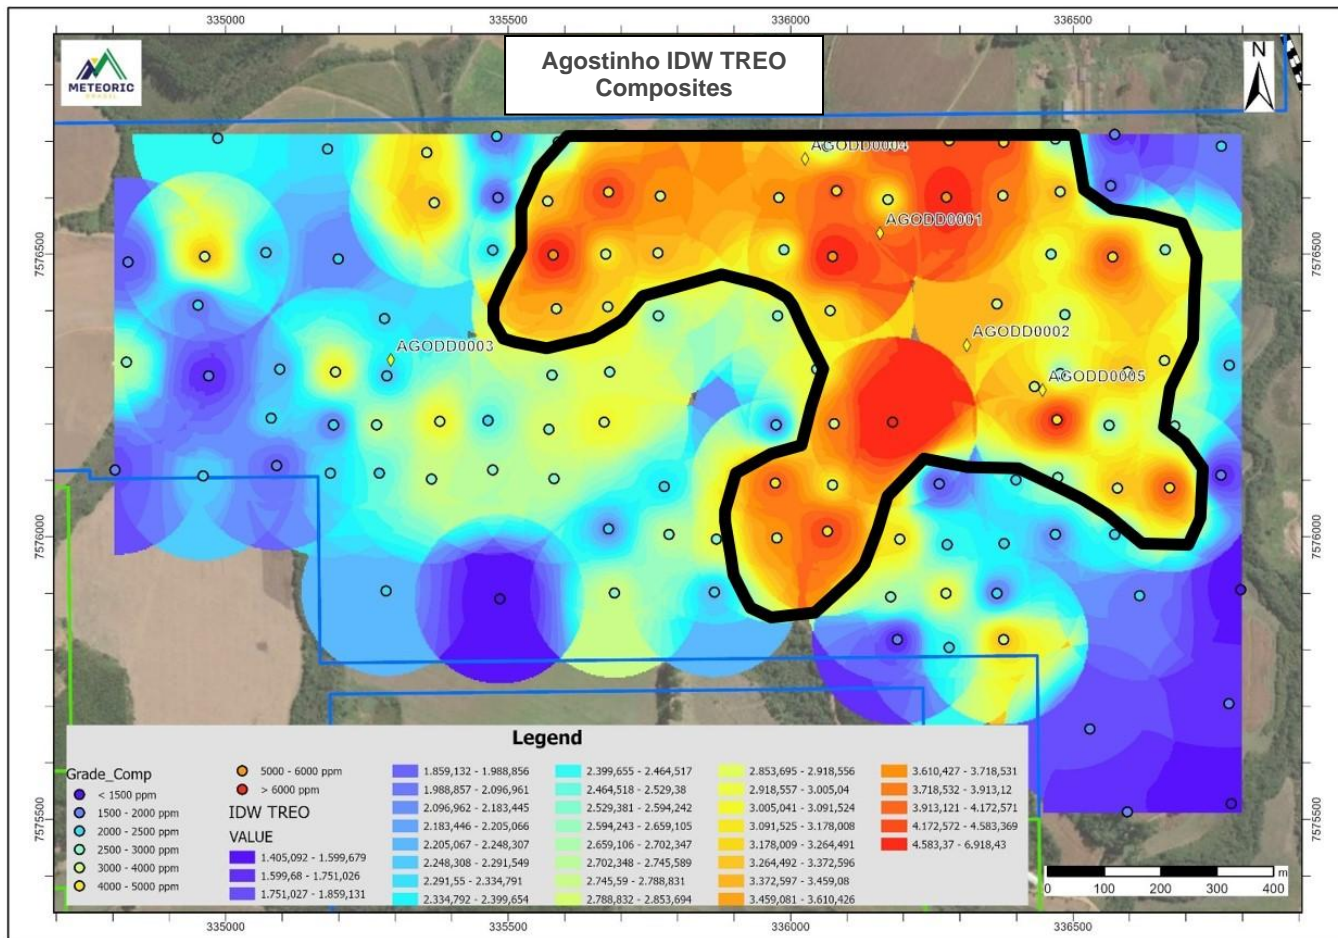 335000
335500
336000
336500
METEORIC
BRASIL
Agostinho IDW TREO
Composites
N
AGODD0004
AGODD0001
AGODD0002
AGODD0003
AGODD0005
7576500
7576500
7576000
7576000
7575500
7575500
Legend
Grade_Comp
< 1500 ppm
1500 - 2000 ppm
2000 - 2500 ppm
2500 - 3000 ppm
3000 - 4000 ppm
4000 - 5000 ppm
5000 - 6000 ppm
> 6000 ppm
IDW TREO
VALUE
1.405,092 - 1.599,679
1.599,68 - 1.751,026
1.751,027 - 1.859,131
1.859,132 - 1.988,856
1.988,857 - 2.096,961
2.096,962 - 2.183,445
2.183,446 - 2.205,066
2.205,067 - 2.248,307
2.248,308 - 2.291,549
2.291,55 - 2.334,791
2.334,792 - 2.399,654
2.399,655 - 2.464,517
2.464,518 - 2.529,38
2.529,381 - 2.594,242
2.594,243 - 2.659,105
2.659,106 - 2.702,347
2.702,348 - 2.745,589
2.745,59 - 2.788,831
2.788,832 - 2.853,694
2.853,695 - 2.918,556
2.918,557 - 3.005,04
3.005,041 - 3.091,524
3.091,525 - 3.178,008
3.178,009 - 3.264,491
3.264,492 - 3.372,596
3.372,597 - 3.459,08
3.459,081 - 3.610,426
3.610,427 - 3.718,531
3.718,532 - 3.913,12
3.913,121 - 4.172,571
4.172,572 - 4.583,369
4.583,37 - 6.918,43
m
0 100 200 300 400
335000
335500
336000
336500